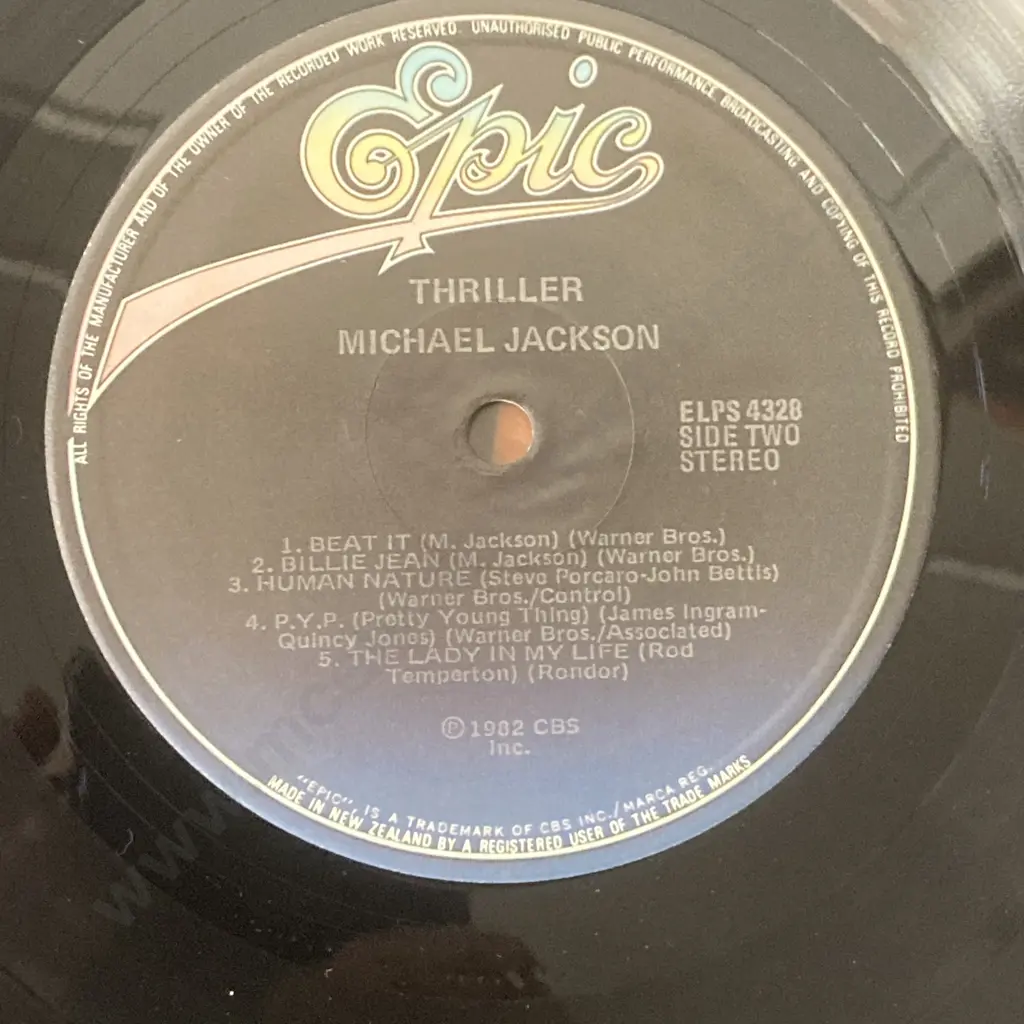 ALL RIGHTS OF THE MANUFACTURER AND OF THE OWNER OF THE RECORDED WORK RESERVED. UNAUTHORISED PUBLIC PERFORMANCE, BROADCASTING AND COPYING OF THIS RECORD PROHIBITED
Epic
THRILLER
MICHAEL JACKSON
ELPS 4328
SIDE TWO
STEREO
1. BEAT IT (M. Jackson) (Warner Bros.)
2. BILLIE JEAN (M. Jackson) (Warner Bros.)
3. HUMAN NATURE (Steve Porcaro-John Bettis)
(Warner Bros./Control)
4. P.Y.P. (Pretty Young Thing) (James Ingram-
Quincy Jones) (Warner Bros./Associated)
5. THE LADY IN MY LIFE (Rod
Temperton) (Rondor)
Ⓟ 1982 CBS
Inc.
"EPIC", IS A TRADEMARK OF CBS INC./MARCA REG.
MADE IN NEW ZEALAND BY A REGISTERED USER OF THE TRADE MARKS